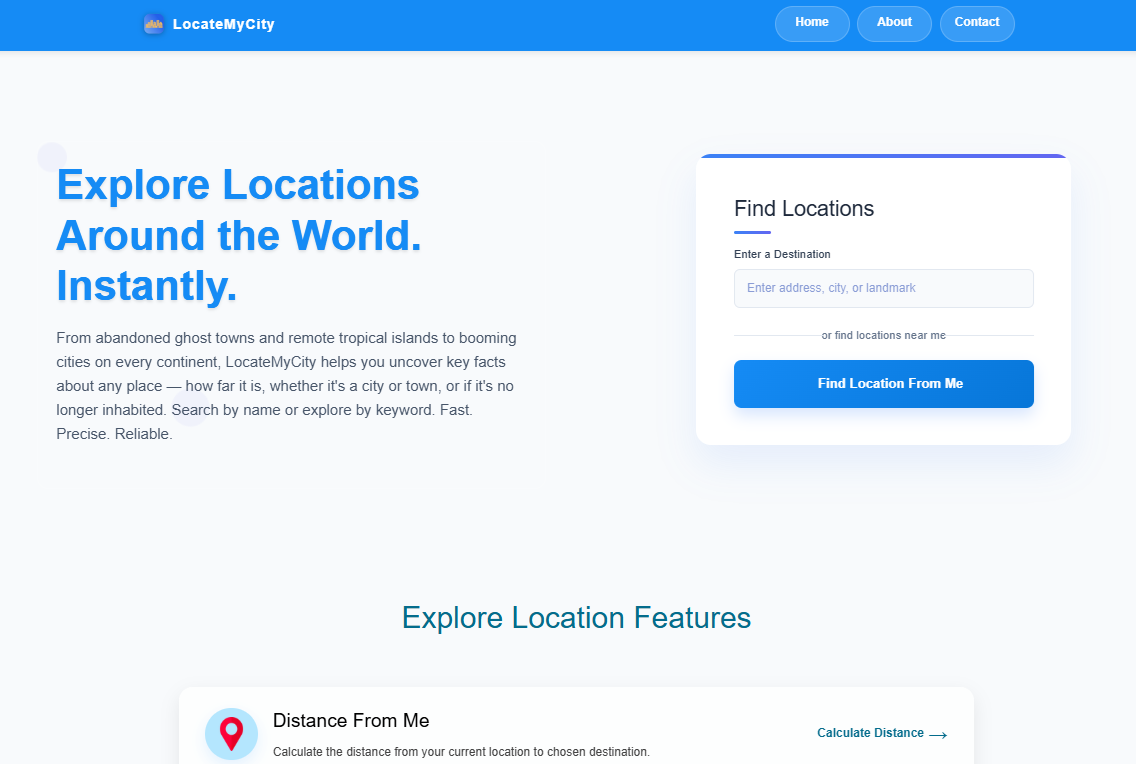 LocateMyCity
Home
About
Contact
Explore Locations
Around the World.
Instantly.
From abandoned ghost towns and remote tropical islands to booming
cities on every continent, LocateMyCity helps you uncover key facts
about any place — how far it is, whether it's a city or town, or if it's no
longer inhabited. Search by name or explore by keyword. Fast.
Precise. Reliable.
Find Locations
Enter a Destination
Enter address, city, or landmark
or find locations near me
Find Location From Me
Explore Location Features
Distance From Me
Calculate the distance from your current location to chosen destination.
Calculate Distance →